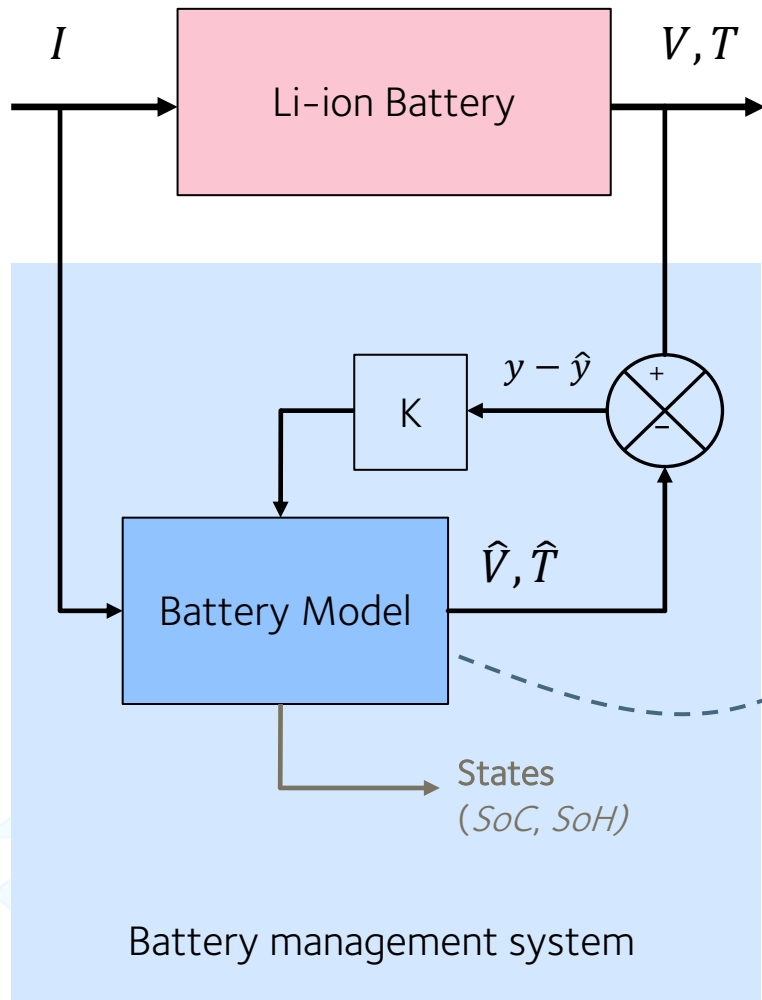 I
V, T
Li-ion Battery
y − ŷ
+
−
K
V̂, T̂
Battery Model
States
(SoC, SoH)
Battery management system